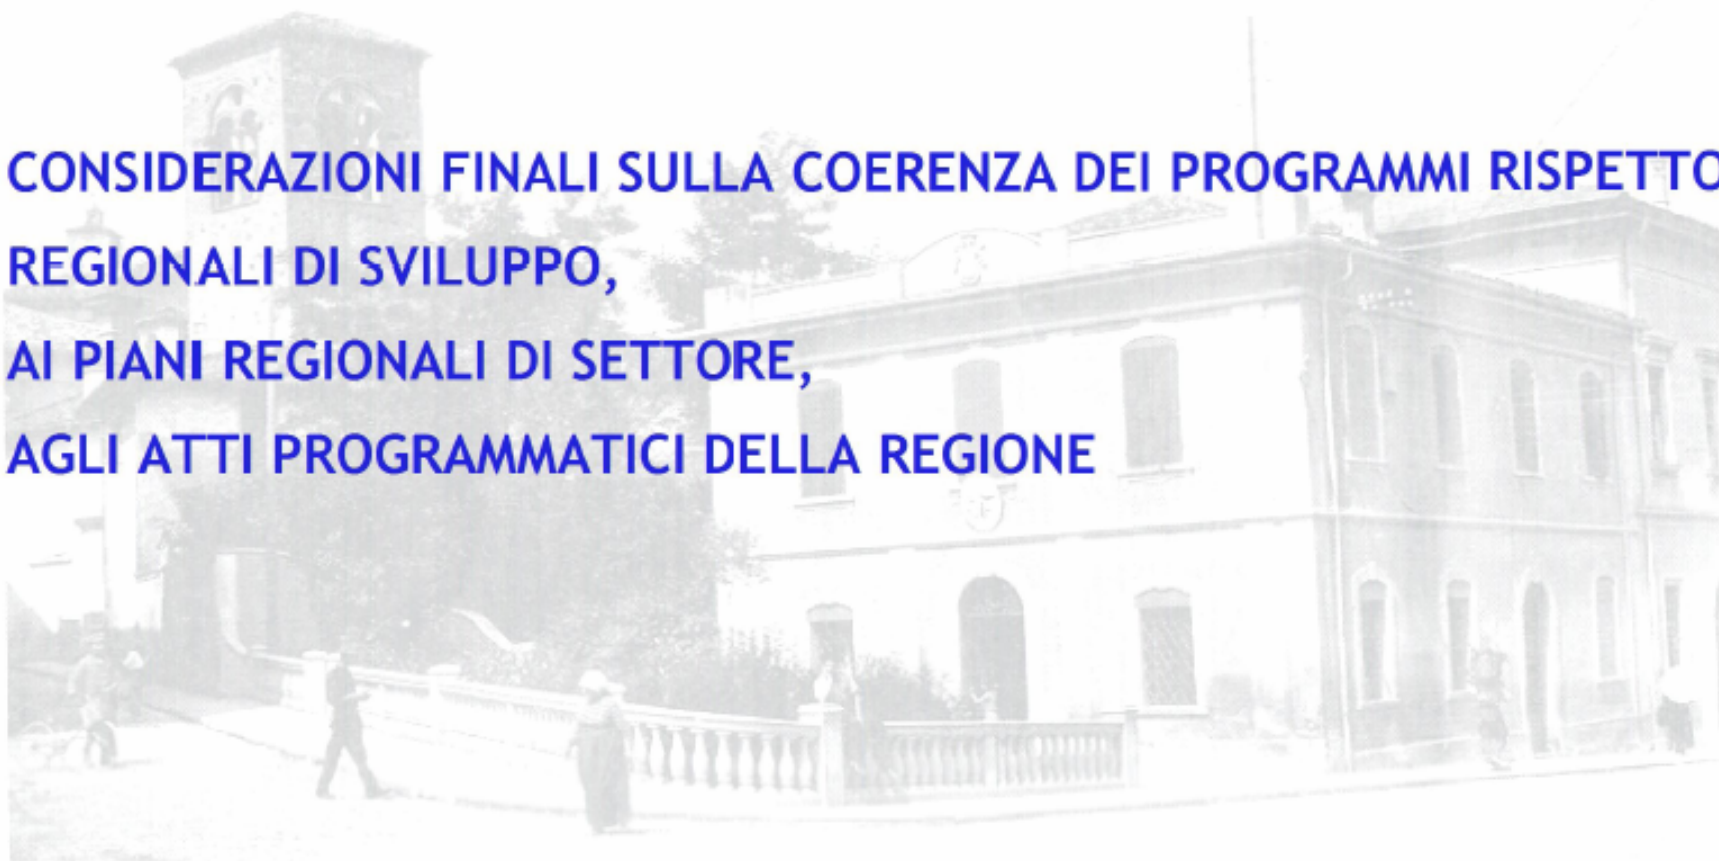 CONSIDERAZIONI FINALI SULLA COERENZA DEI PROGRAMMI RISPETTO
REGIONALI DI SVILUPPO,
AI PIANI REGIONALI DI SETTORE,
AGLI ATTI PROGRAMMATICI DELLA REGIONE